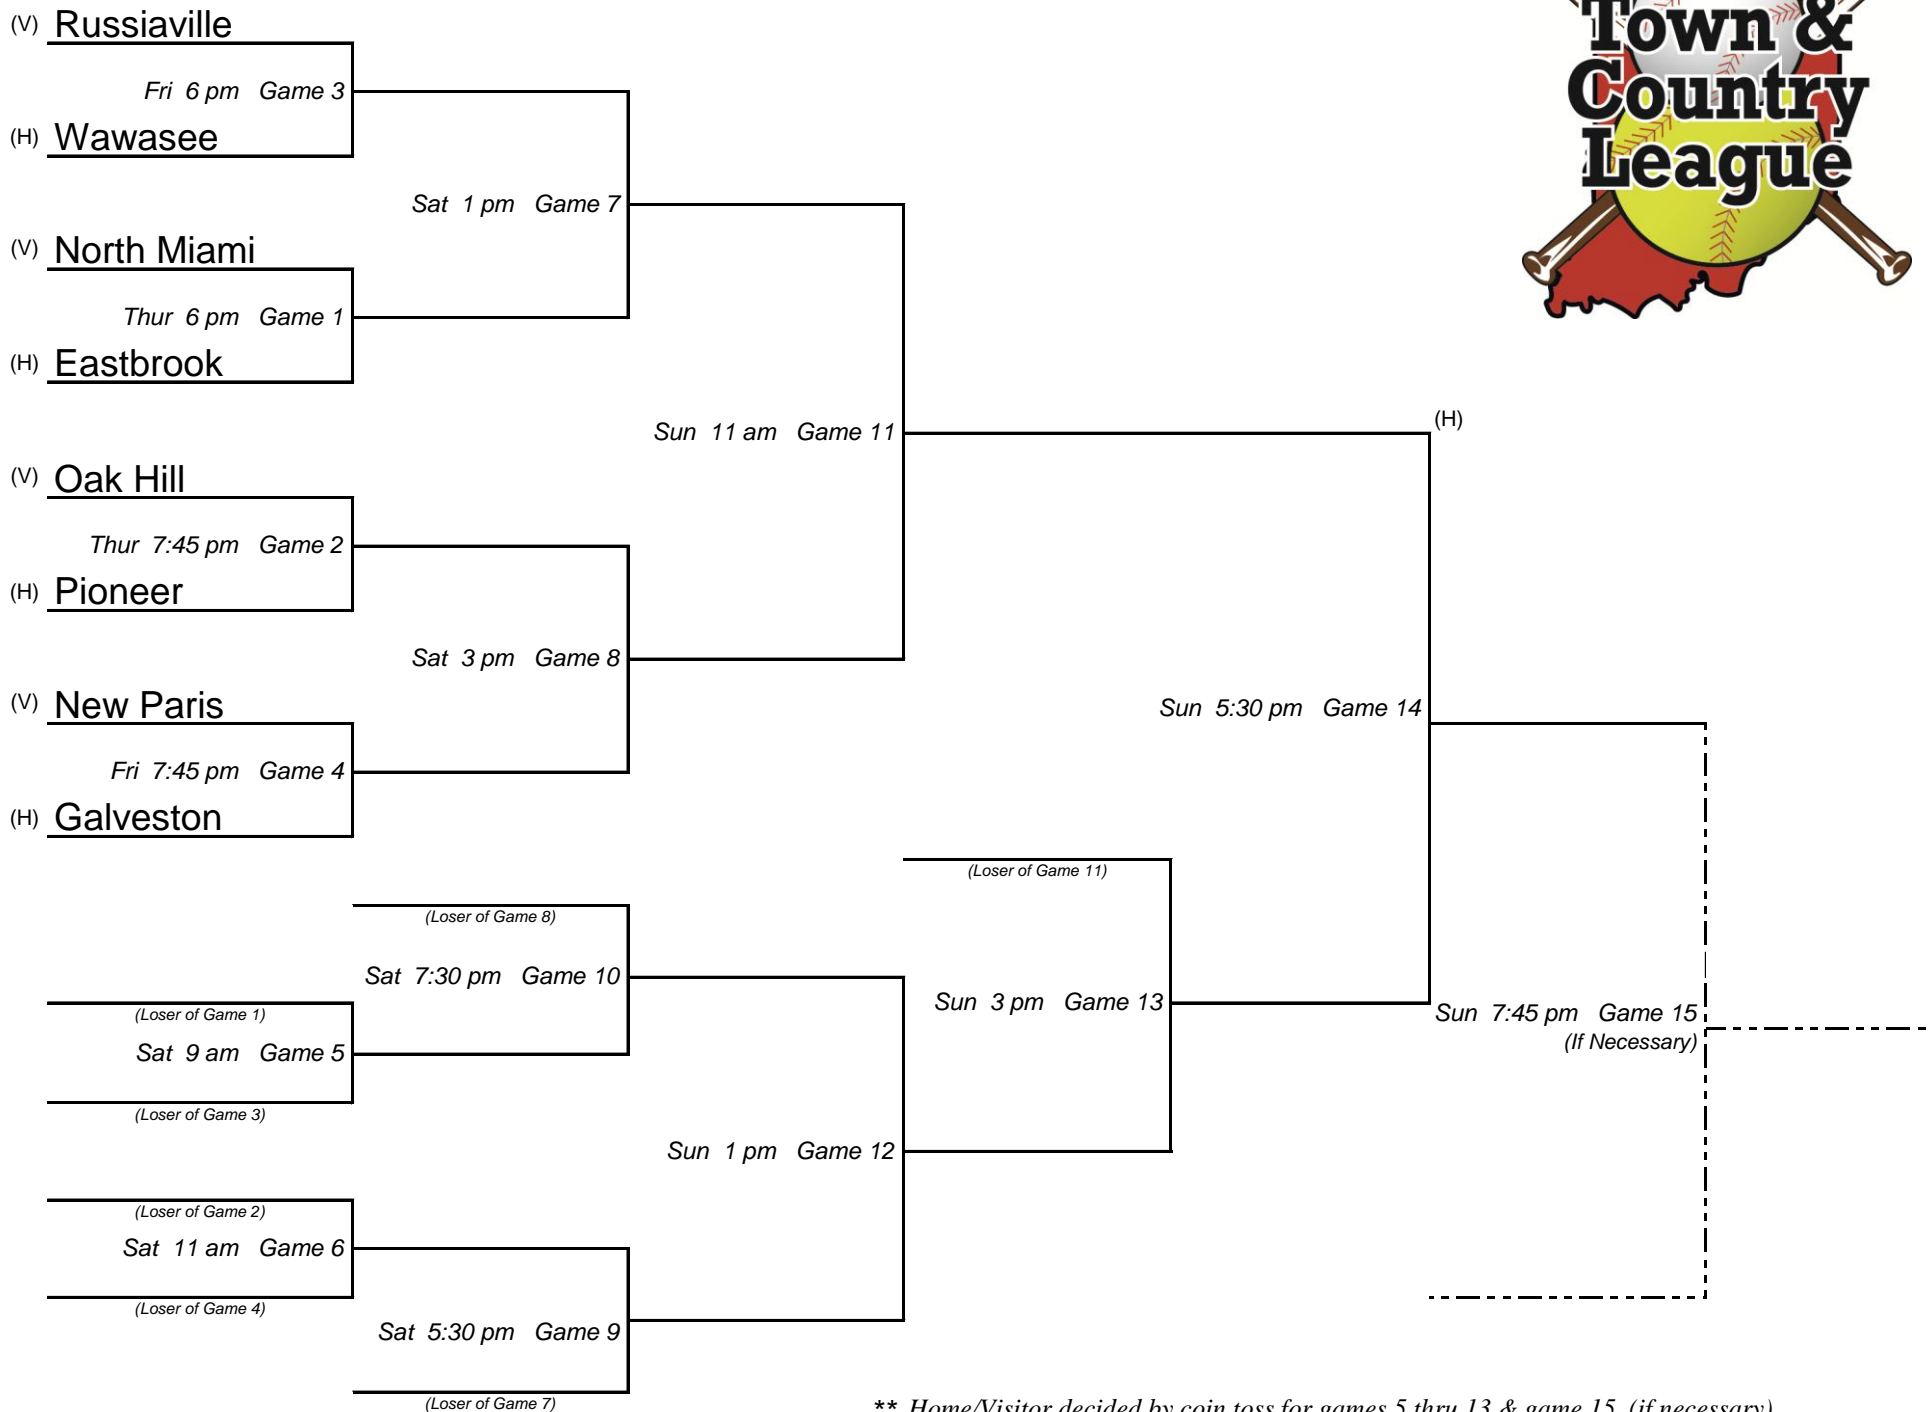 (V) Russiaville
Fri 6 pm Game 3
(H) Wawasee
Sat 1 pm Game 7
(V) North Miami
Thur 6 pm Game 1
(H) Eastbrook
Sun 11 am Game 11
(V) Oak Hill
Thur 7:45 pm Game 2
(H) Pioneer
Sat 3 pm Game 8
(V) New Paris
Fri 7:45 pm Game 4
(H) Galveston
(H)
Sun 5:30 pm Game 14
(Loser of Game 11)
(Loser of Game 8)
Sat 7:30 pm Game 10
Sun 3 pm Game 13
(Loser of Game 1)
Sat 9 am Game 5
(Loser of Game 3)
Sun 7:45 pm Game 15
(If Necessary)
Sun 1 pm Game 12
(Loser of Game 2)
Sat 11 am Game 6
(Loser of Game 4)
Sat 5:30 pm Game 9
(Loser of Game 7)
** Home/Visitor decided by coin toss for games 5 thru 13 & game 15 (if necessary)
Town &
Country
League